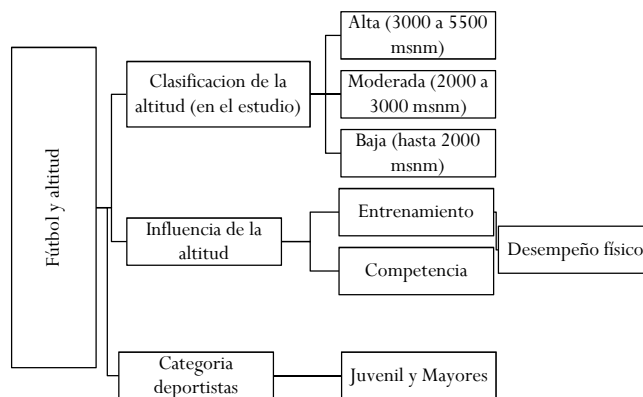 Fútbol y altitud
Clasificacion de la
altitud (en el estudio)
Alta (3000 a 5500
msnm)
Moderada (2000 a
3000 msnm)
Baja (hasta 2000
msnm)
Influencia de la
altitud
Entrenamiento
Competencia
Desempeño físico
Categoria
deportistas
Juvenil y Mayores